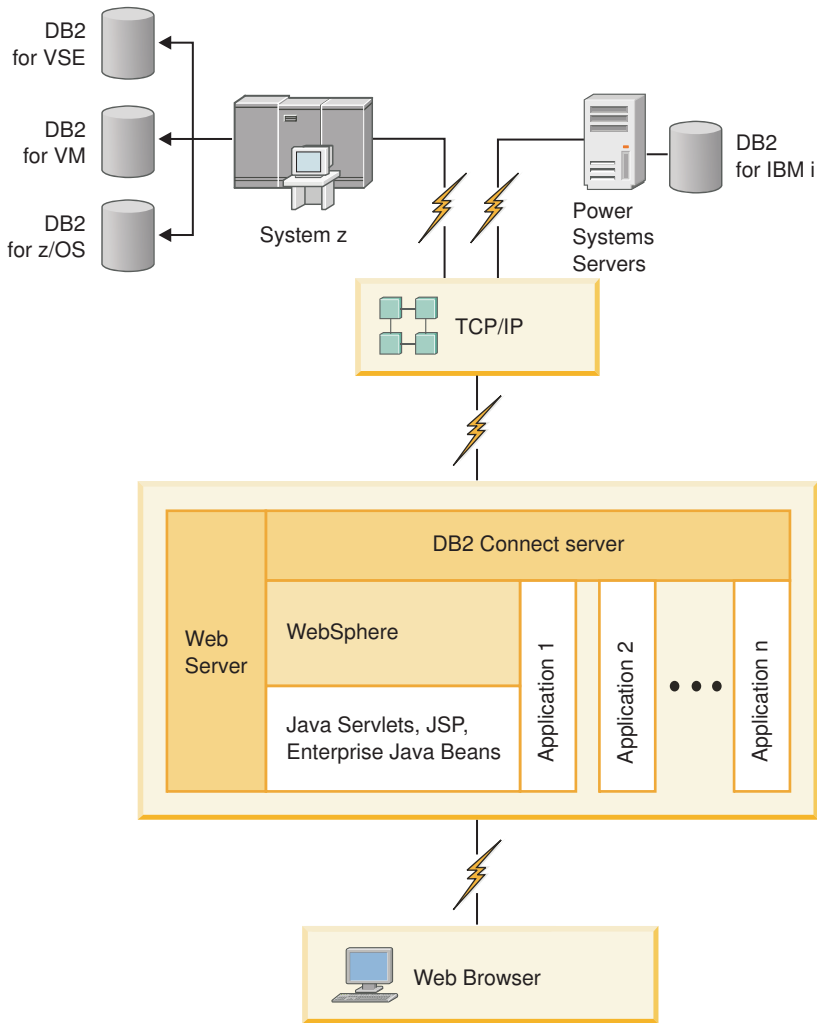 DB2
for VSE
DB2
for VM
DB2
for z/OS
System z
Power
Systems
Servers
DB2
for IBM i
TCP/IP
DB2 Connect server
Web
Server
WebSphere
Java Servlets, JSP,
Enterprise Java Beans
Application 1
Application 2
Application n
Web Browser